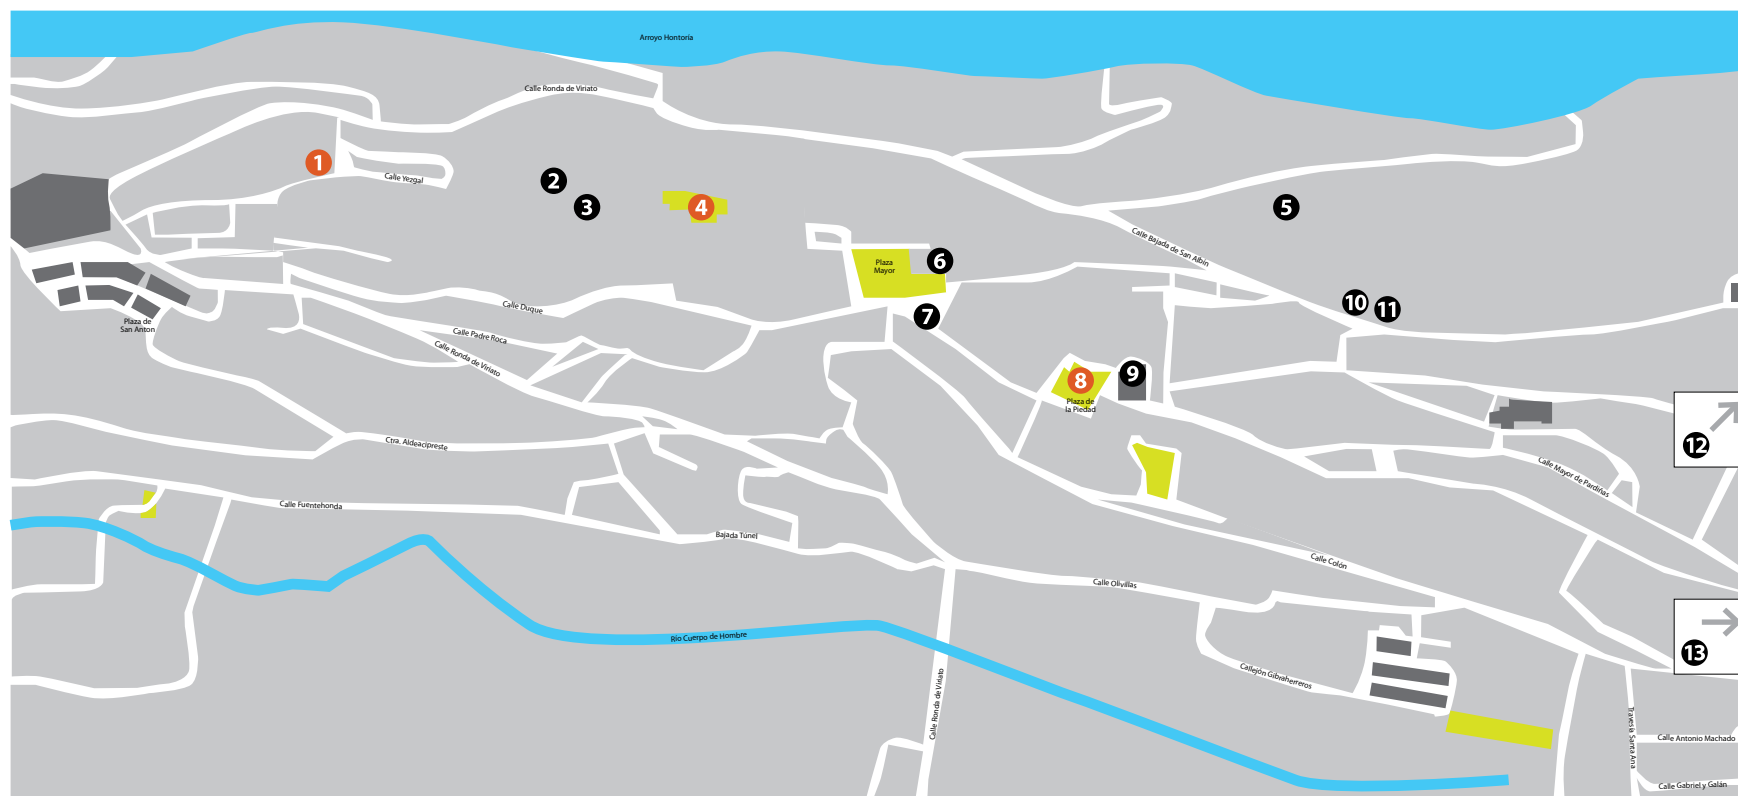 Arroyo Hontoria
Calle Ronda de Viriato
1
Calle Yezgal
2
3
4
5
Calle Bajada de San Albín
Plaza
Mayor
6
7
10
11
Plaza de
San Anton
Calle Duque
Calle Padre Roca
Calle Ronda de Viriato
8
9
Plaza de
la Piedad
12
Ctra. Aldeacipreste
Calle Mayor de Pardiñas
Calle Fuentehonda
Bajada Túnel
Calle Colón
Calle Olivillas
Río Cuerpo de Hombre
13
Callejón Gibraherreros
Calle Ronda de Viriato
Travesía Santa Ana
Calle Antonio Machado
Calle Gabriel y Galán